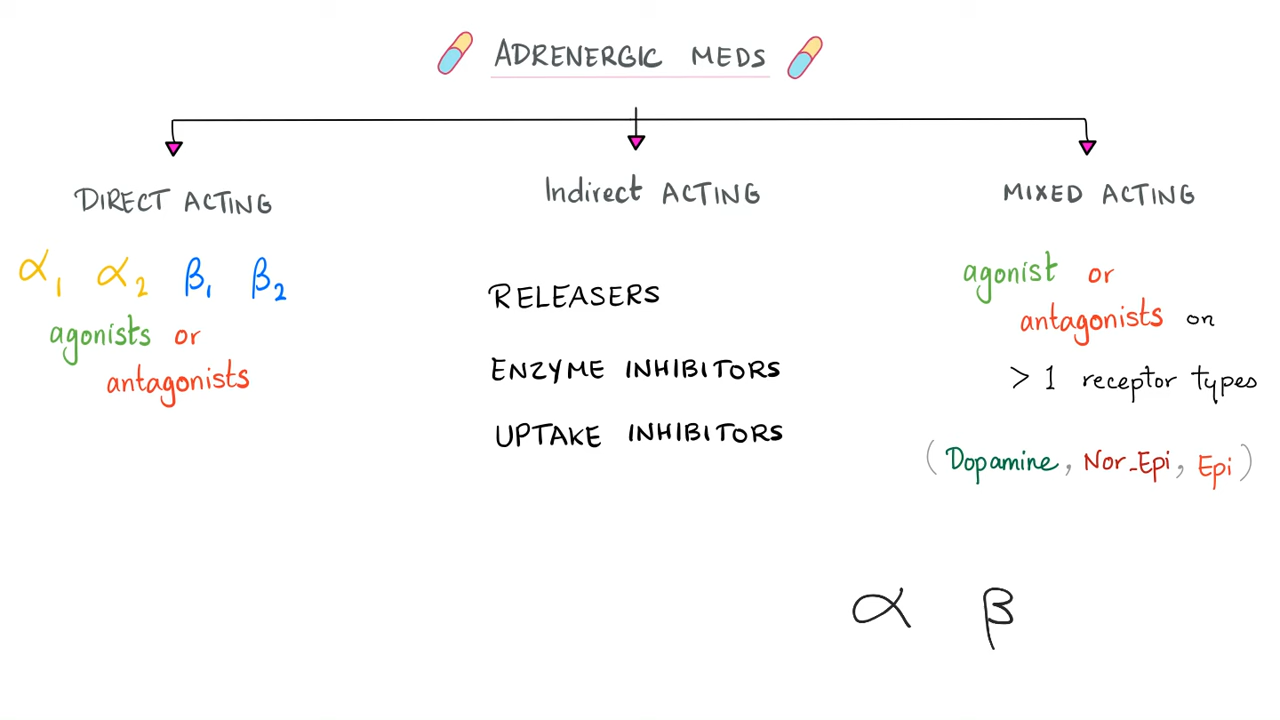 ADRENERGIC MEDS
DIRECT ACTING
α1 α2 β1 β2
agonists or
antagonists
Indirect ACTING
RELEASERS
ENZYME INHIBITORS
UPTAKE INHIBITORS
MIXED ACTING
agonist or
antagonists on
> 1 receptor types
(Dopamine, Nor-Epi, Epi)
α β